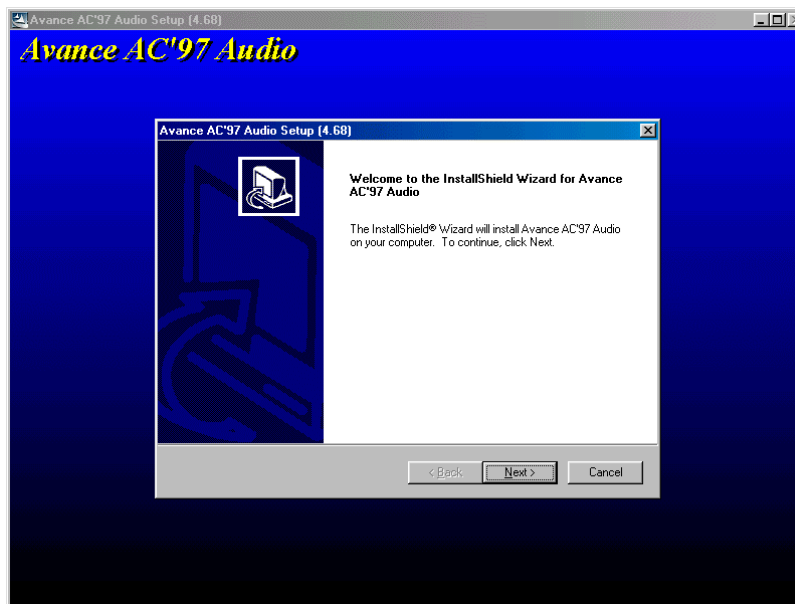 Avance AC'97 Audio Setup (4.68)
Avance AC'97 Audio
Avance AC'97 Audio Setup (4.68)
Welcome to the InstallShield Wizard for Avance
AC'97 Audio
The InstallShield® Wizard will install Avance AC'97 Audio
on your computer. To continue, click Next.
< Back Next > Cancel